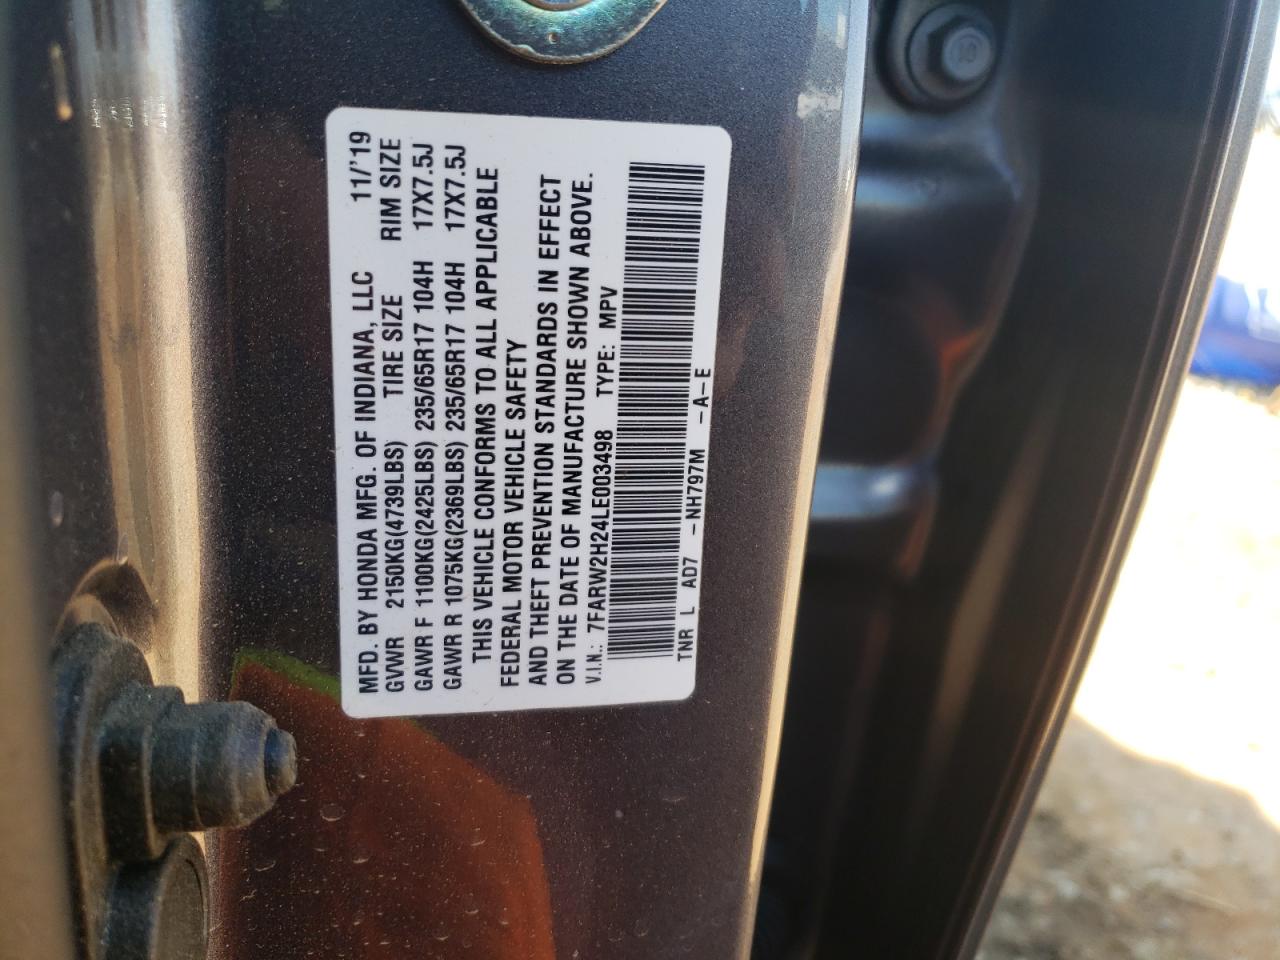 MFD. BY HONDA MFG. OF INDIANA, LLC 11/'19
GVWR 2150KG(4739LBS) TIRE SIZE RIM SIZE
GAWR F 1100KG(2425LBS) 235/65R17 104H 17X7.5J
GAWR R 1075KG(2369LBS) 235/65R17 104H 17X7.5J
THIS VEHICLE CONFORMS TO ALL APPLICABLE
FEDERAL MOTOR VEHICLE SAFETY
AND THEFT PREVENTION STANDARDS IN EFFECT
ON THE DATE OF MANUFACTURE SHOWN ABOVE.
V.I.N.: 7FARW2H24LE003498 TYPE: MPV
TNR L AD7 -NH797M -A-E
10